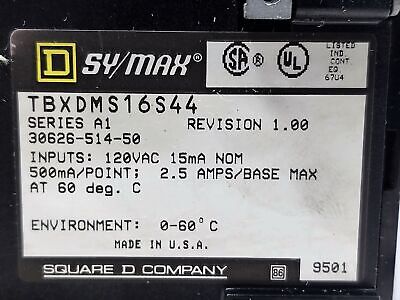 D SY/MAX®
SA ® UL ®
LISTED
IND.
CONT.
EQ.
67U4
TBXDMS16S44
SERIES A1 REVISION 1.00
30626-514-50
INPUTS: 120VAC 15mA NOM
500mA/POINT; 2.5 AMPS/BASE MAX
AT 60 deg. C
ENVIRONMENT: 0-60°C
MADE IN U.S.A.
SQUARE D COMPANY 86 9501